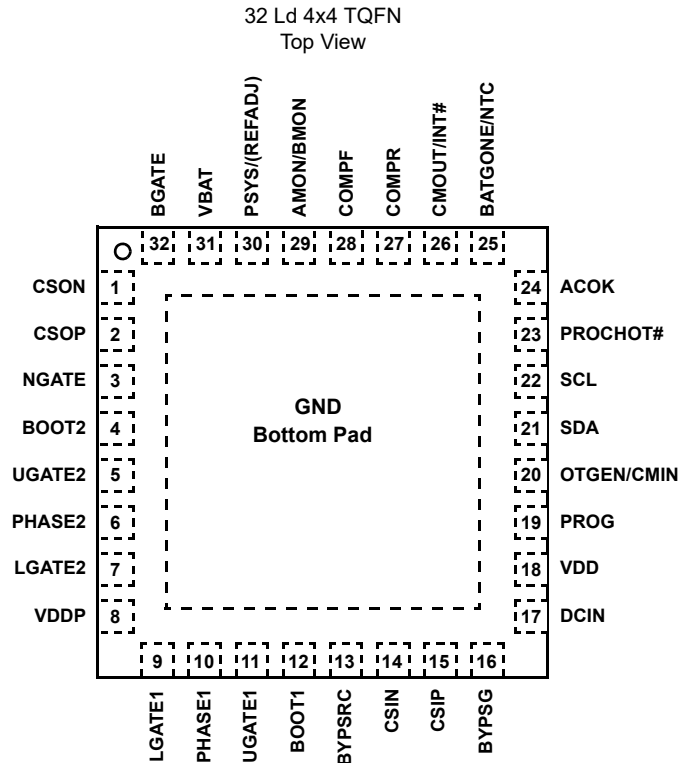 32 Ld 4x4 TQFN
Top View
BGATE
VBAT
PSYS/(REFADJ)
AMON/BMON
COMPF
COMPR
CMOUT/INT#
BATGONE/NTC
32 31 30 29 28 27 26 25
CSON 1
CSOP 2
NGATE 3
BOOT2 4
UGATE2 5
PHASE2 6
LGATE2 7
VDDP 8
GND
Bottom Pad
24 ACOK
23 PROCHOT#
22 SCL
21 SDA
20 OTGEN/CMIN
19 PROG
18 VDD
17 DCIN
9 10 11 12 13 14 15 16
LGATE1
PHASE1
UGATE1
BOOT1
BYPSRC
CSIN
CSIP
BYPSG